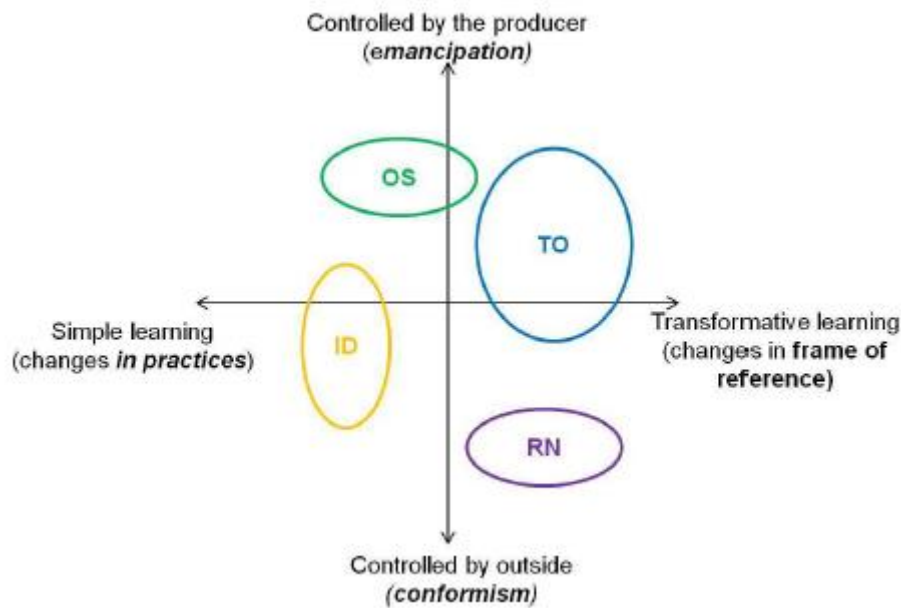 Controlled by the producer
(emancipation)
OS
TO
Simple learning
(changes in practices)
ID
Transformative learning
(changes in frame of
reference)
RN
Controlled by outside
(conformism)